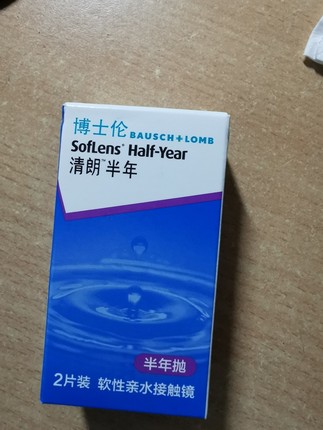 博士伦 BAUSCH+LOMB
SofLens® Half-Year
清朗™半年
半年抛
2片装 软性亲水接触镜